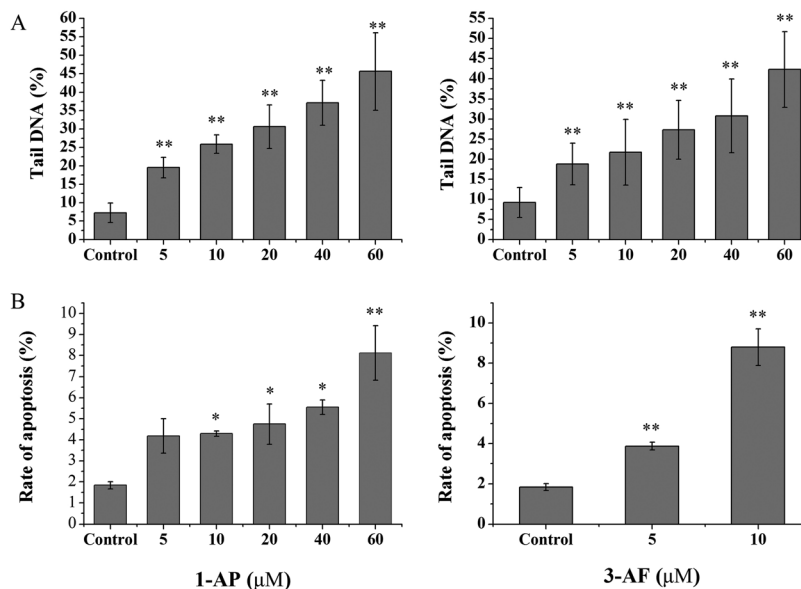 A
Tail DNA (%)
60
55
50
45
40
35
30
25
20
15
10
5
0
** ** ** ** **
Control 5 10 20 40 60
Tail DNA (%)
55
50
45
40
35
30
25
20
15
10
5
0
** ** ** ** **
Control 5 10 20 40 60
B
Rate of apoptosis (%)
10
9
8
7
6
5
4
3
2
1
0
* * * **
Control 5 10 20 40 60
1-AP (μM)
Rate of apoptosis (%)
10
8
6
4
2
0
** **
Control 5 10
3-AF (μM)